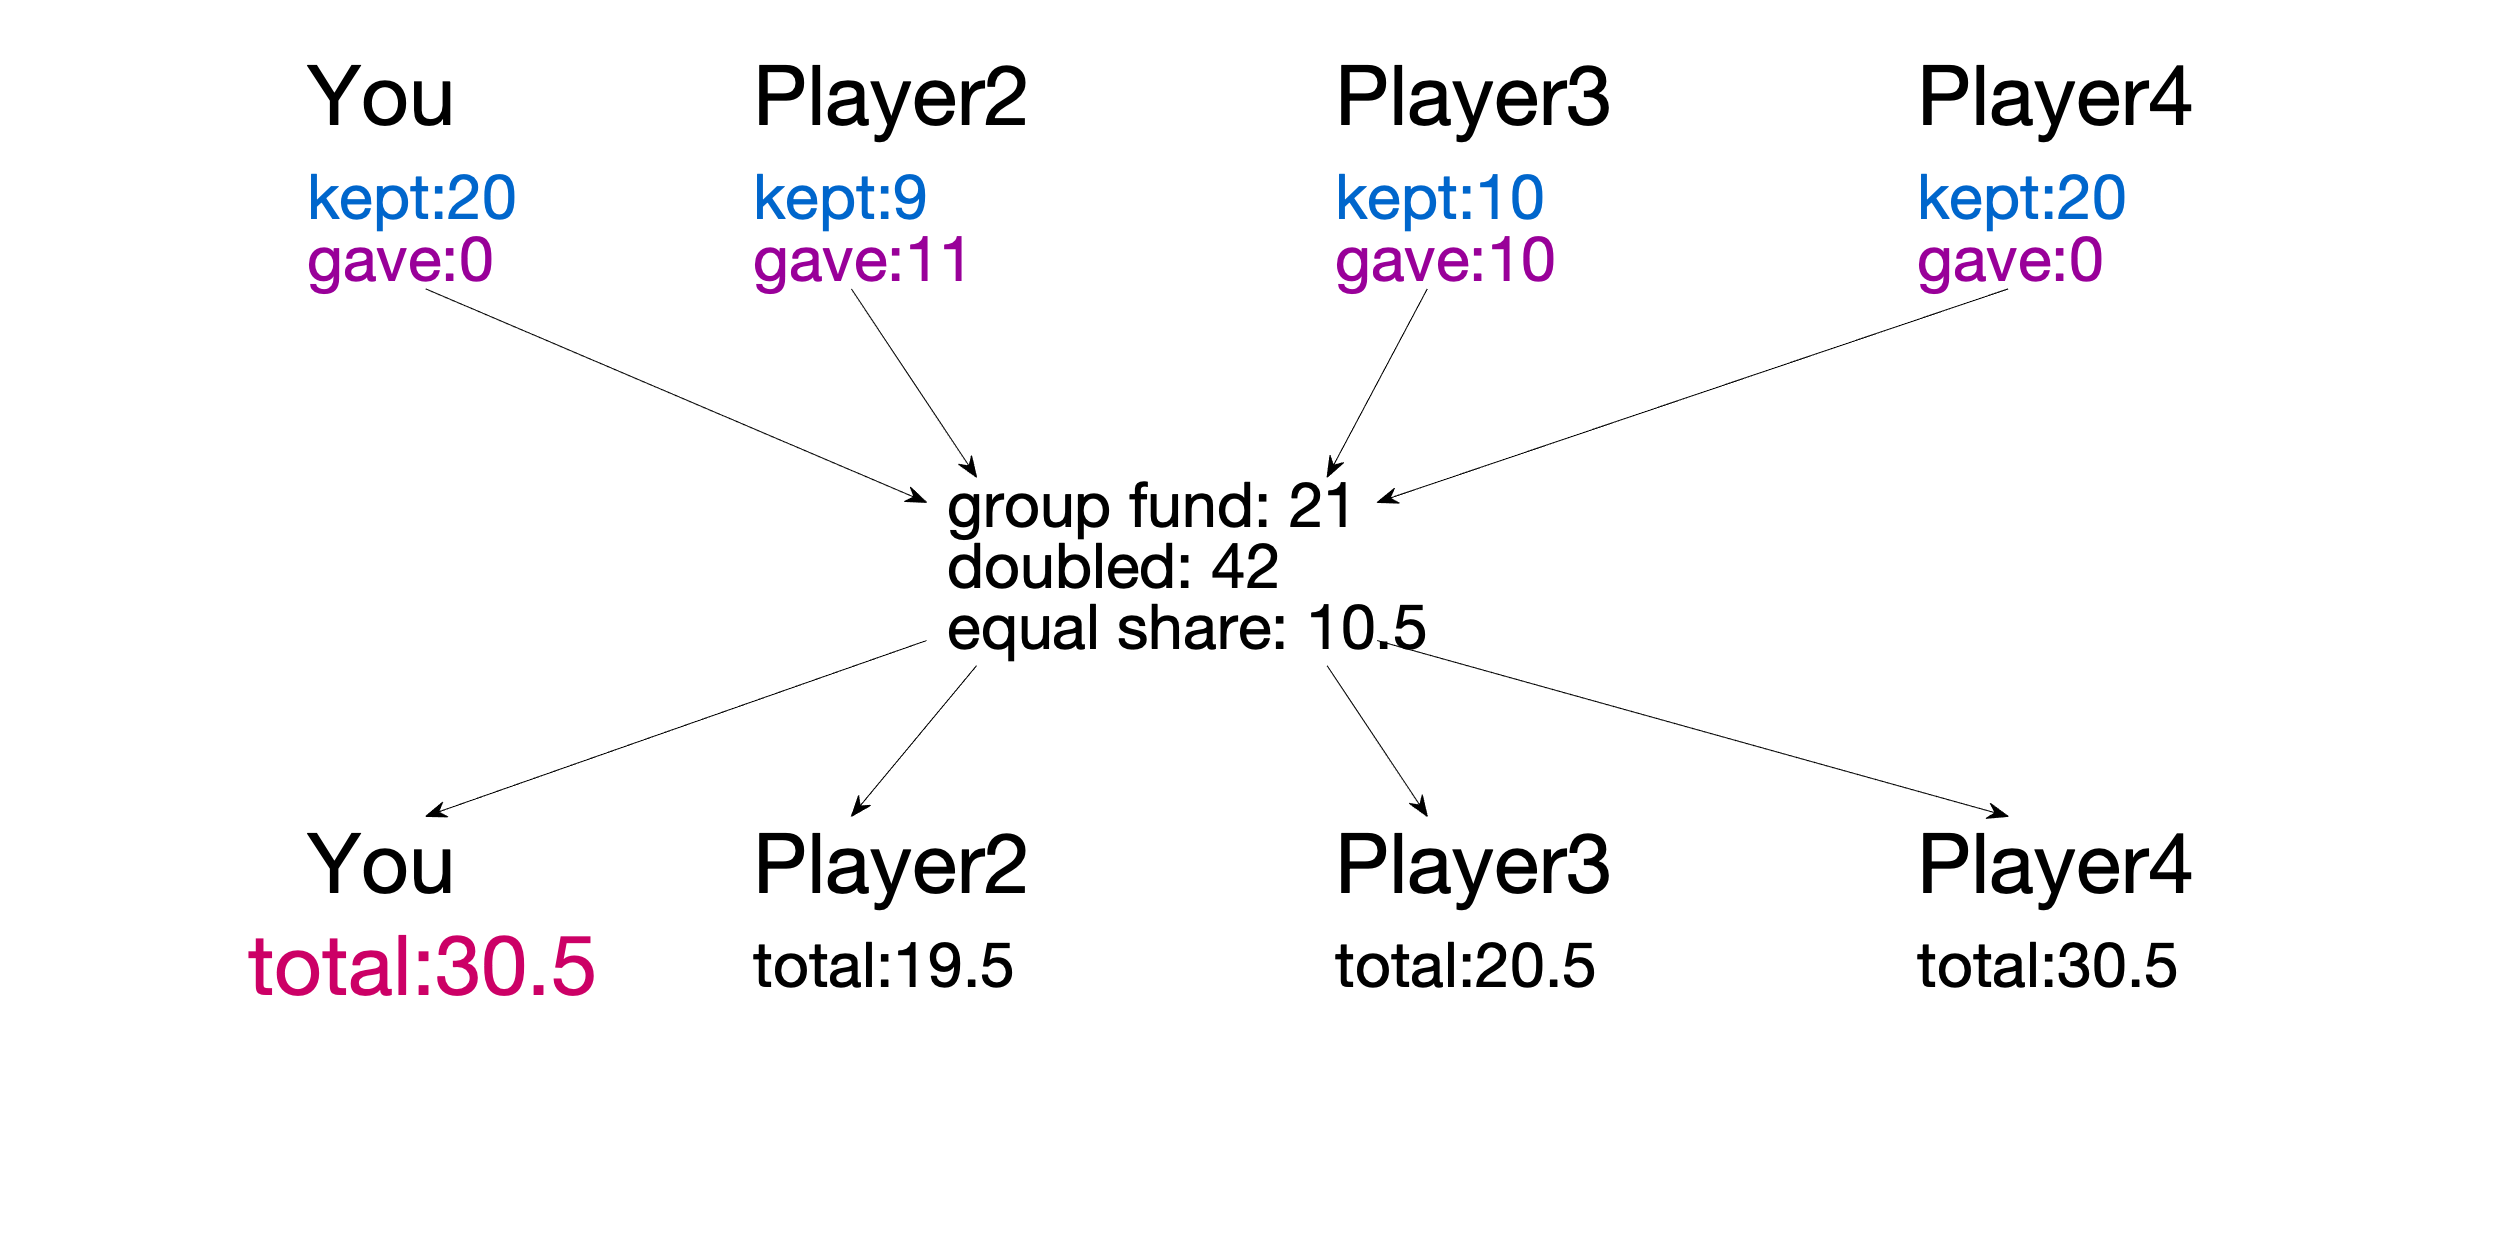 You Player2 Player3 Player4
kept:20 kept:9 kept:10 kept:20
gave:0 gave:11 gave:10 gave:0
group fund: 21
doubled: 42
equal share: 10.5
You Player2 Player3 Player4
total:30.5 total:19.5 total:20.5 total:30.5